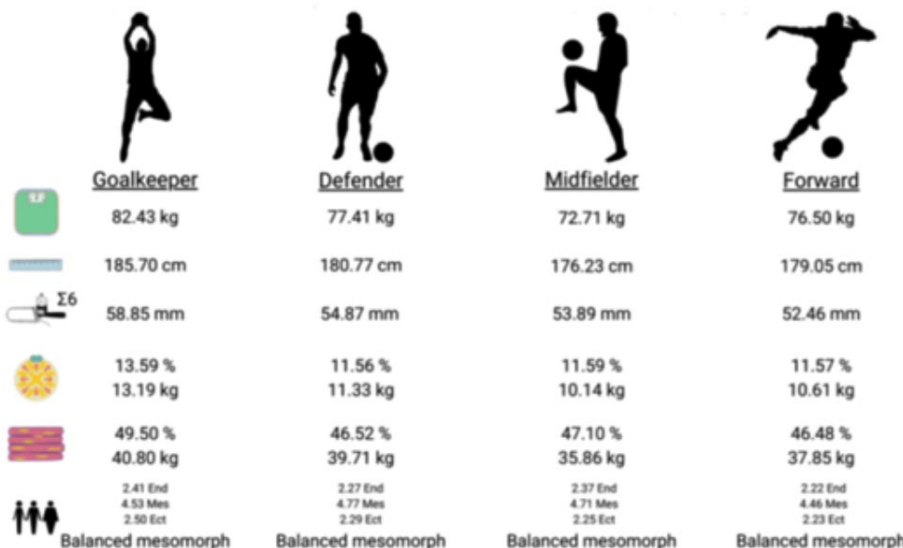 Goalkeeper Defender Midfielder Forward
82.43 kg 77.41 kg 72.71 kg 76.50 kg
185.70 cm 180.77 cm 176.23 cm 179.05 cm
Σ6 58.85 mm 54.87 mm 53.89 mm 52.46 mm
13.59 % 11.56 % 11.59 % 11.57 %
13.19 kg 11.33 kg 10.14 kg 10.61 kg
49.50 % 46.52 % 47.10 % 46.48 %
40.80 kg 39.71 kg 35.86 kg 37.85 kg
2.41 End 2.27 End 2.37 End 2.22 End
4.53 Mes 4.77 Mes 4.71 Mes 4.46 Mes
2.50 Ect 2.29 Ect 2.25 Ect 2.23 Ect
Balanced mesomorph Balanced mesomorph Balanced mesomorph Balanced mesomorph